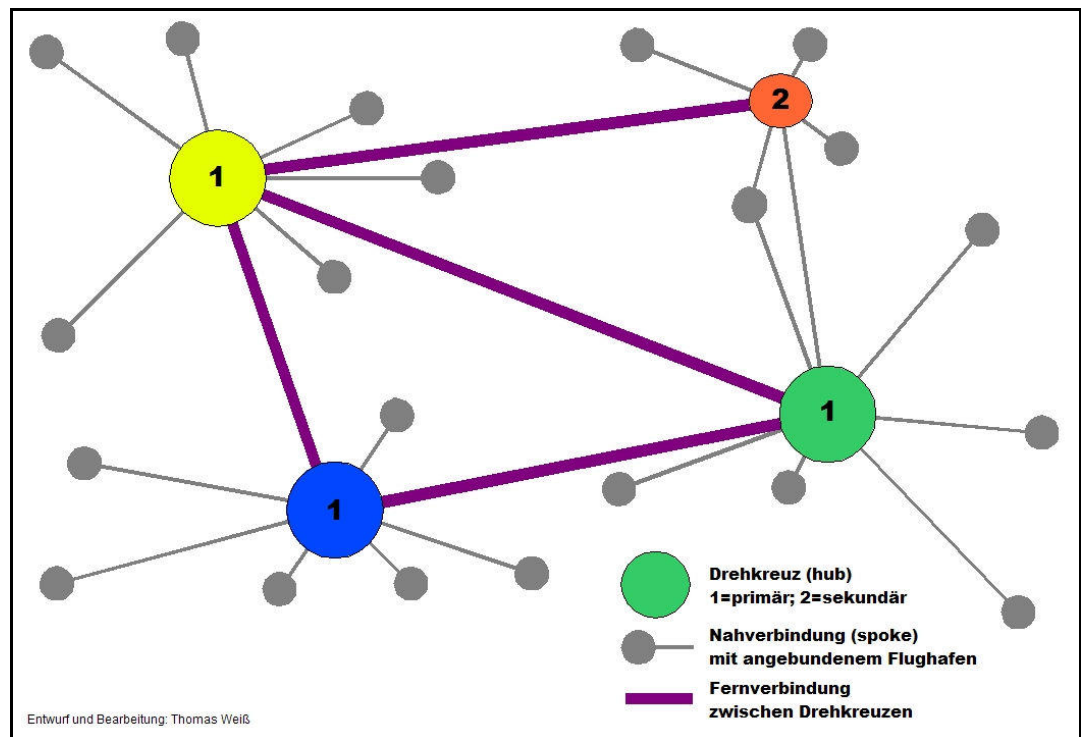 2
1
1
1
Drehkreuz (hub)
1=primär; 2=sekundär
Nahverbindung (spoke)
mit angebundenem Flughafen
Fernverbindung
zwischen Drehkreuzen
Entwurf und Bearbeitung: Thomas Weiß